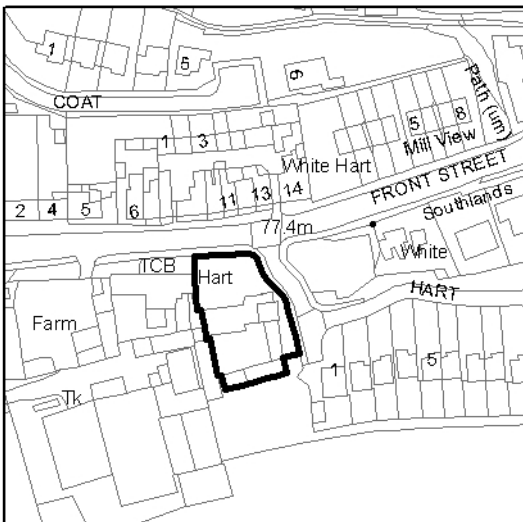 1
6
9
COAT
1
3
5
8
Path (um)
Mill View
White Hart
FRONT STREET
2
4
5
6
11
13
14
77.4m
Southlands
White
TCB
Hart
HART
Farm
1
5
Tk